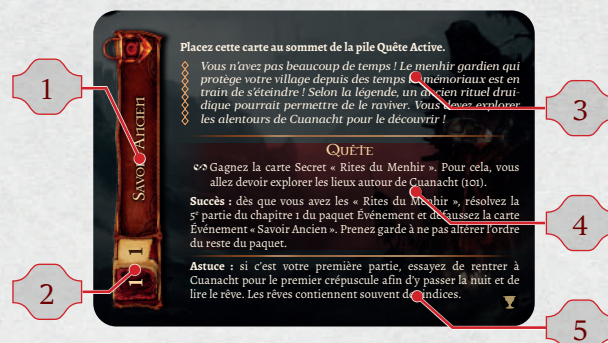 Placez cette carte au sommet de la pile Quête Active.
Vous n'avez pas beaucoup de temps ! Le menhir gardien qui
protège votre village depuis des temps immémoriaux est en
train de s'éteindre ! Selon la légende, un ancien rituel drui-
dique pourrait permettre de le raviver. Vous devez explorer
les alentours de Cuanacht pour le découvrir !
Quête
Gagnez la carte Secret « Rites du Menhir ». Pour cela, vous
allez devoir explorer les lieux autour de Cuanacht (101).
Succès : dès que vous avez les « Rites du Menhir », résolvez la
5e partie du chapitre 1 du paquet Événement et défaussez la carte
Événement « Savoir Ancien ». Prenez garde à ne pas altérer l'ordre
du reste du paquet.
Astuce : si c'est votre première partie, essayez de rentrer à
Cuanacht pour le premier crépuscule afin d'y passer la nuit et de
lire le rêve. Les rêves contiennent souvent des indices.
Savoir Ancien
1
1
1
2
3
4
5